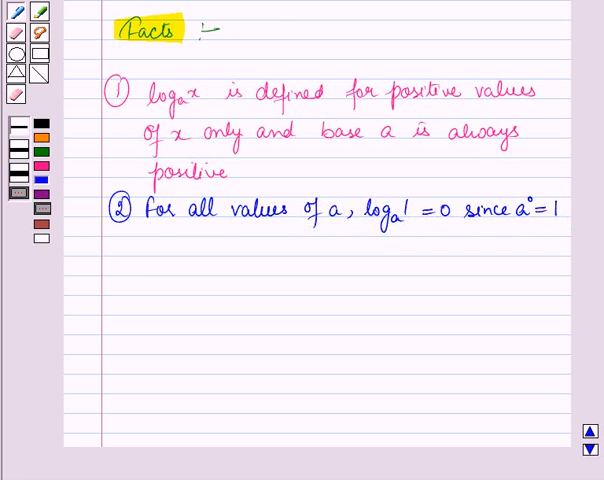 Facts :-
① logₐx is defined for positive values
of x only and base a is always
positive
② For all values of a, logₐ1 = 0 since a⁰ = 1